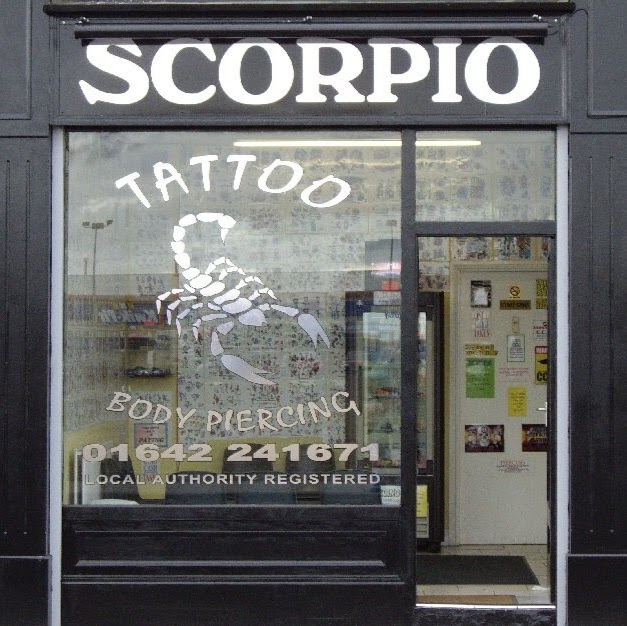 SCORPIO
TATTOO
BODY PIERCING
01642 241671
LOCAL AUTHORITY REGISTERED